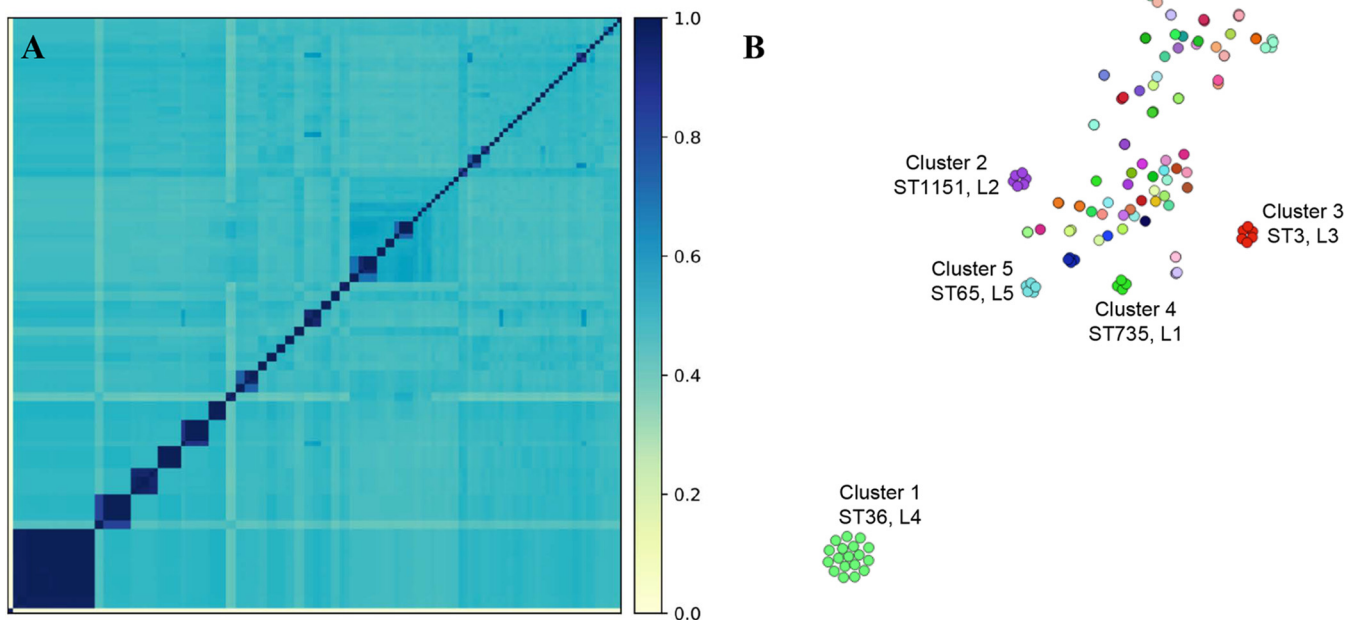 A
1.0
0.8
0.6
0.4
0.2
0.0
B
Cluster 2
ST1151, L2
Cluster 3
ST3, L3
Cluster 5
ST65, L5
Cluster 4
ST735, L1
Cluster 1
ST36, L4